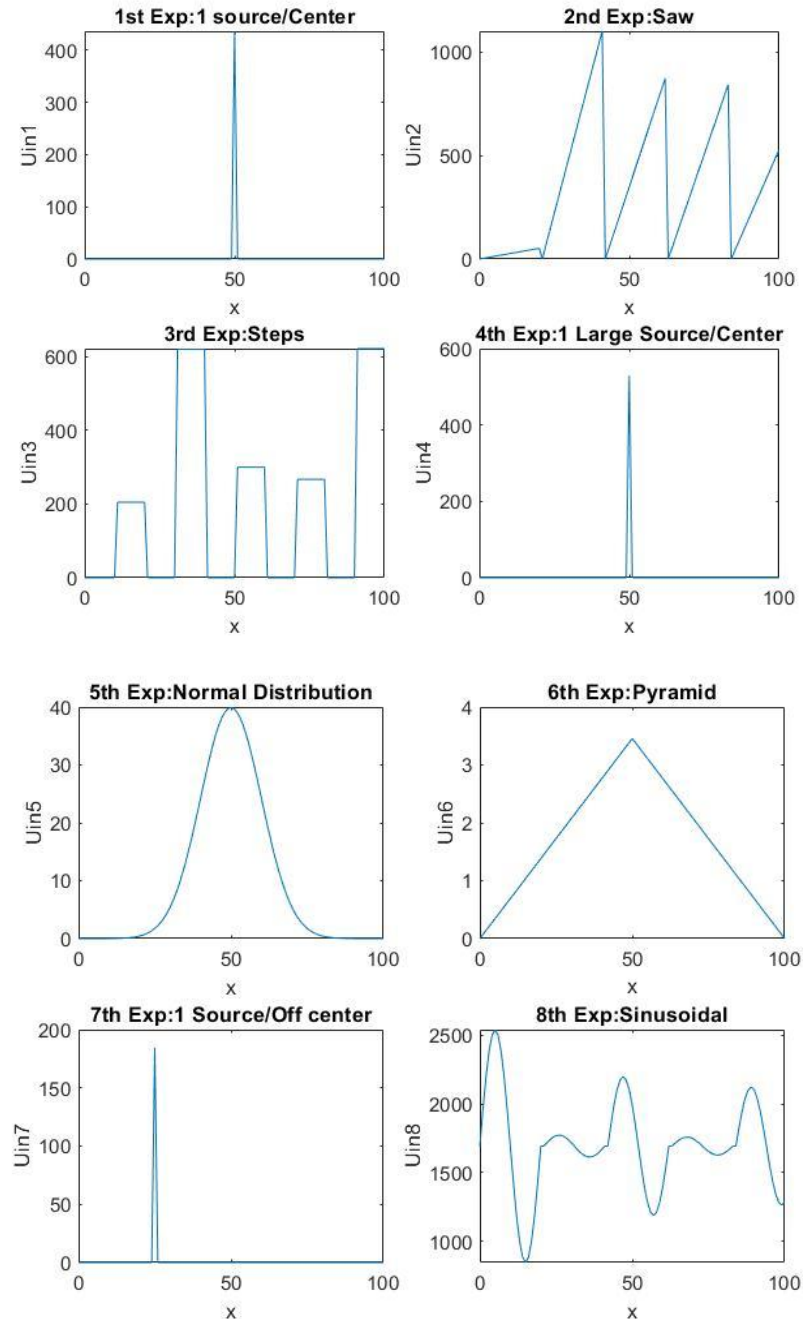 1st Exp:1 source/Center
400
300
200
100
0
Uin1
0 50 100
x
2nd Exp:Saw
1000
500
0
Uin2
0 50 100
x
3rd Exp:Steps
600
400
200
0
Uin3
0 50 100
x
4th Exp:1 Large Source/Center
600
400
200
0
Uin4
0 50 100
x
5th Exp:Normal Distribution
40
30
20
10
0
Uin5
0 50 100
x
6th Exp:Pyramid
4
3
2
1
0
Uin6
0 50 100
x
7th Exp:1 Source/Off center
200
150
100
50
0
Uin7
0 50 100
x
8th Exp:Sinusoidal
2500
2000
1500
1000
Uin8
0 50 100
x